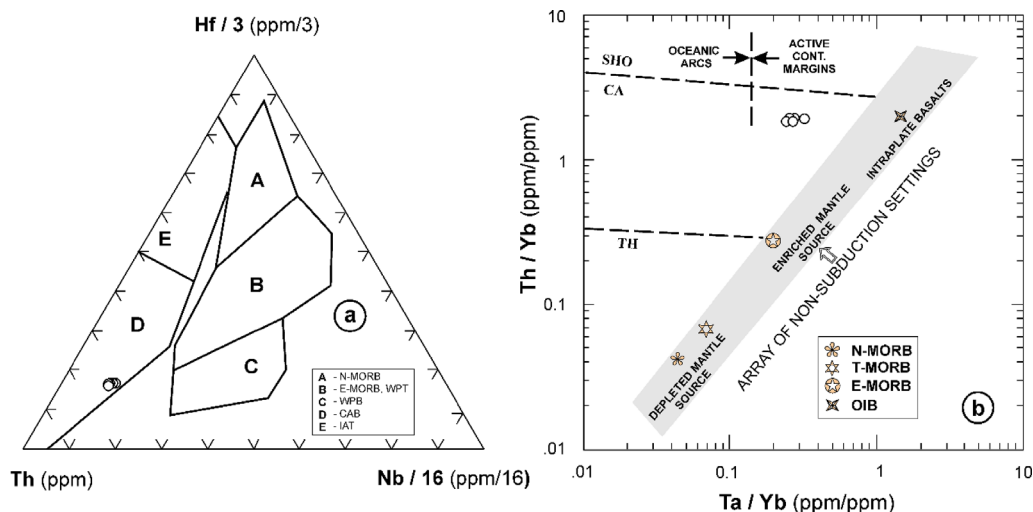 Hf / 3 (ppm/3)
A
E
B
D
C
a
A - N-MORB
B - E-MORB, WPT
C - WPB
D - CAB
E - IAT
Th (ppm)
Nb / 16 (ppm/16)
10
1
0.1
0.01
Th / Yb (ppm/ppm)
OCEANIC
ARCS
ACTIVE
CONT.
MARGINS
SHO
CA
TH
INTRAPLATE BASALTS
ENRICHED MANTLE
SOURCE
DEPLETED MANTLE
SOURCE
ARRAY OF NON-SUBDUCTION SETTINGS
N-MORB
T-MORB
E-MORB
OIB
b
.01
0.1
1
10
Ta / Yb (ppm/ppm)